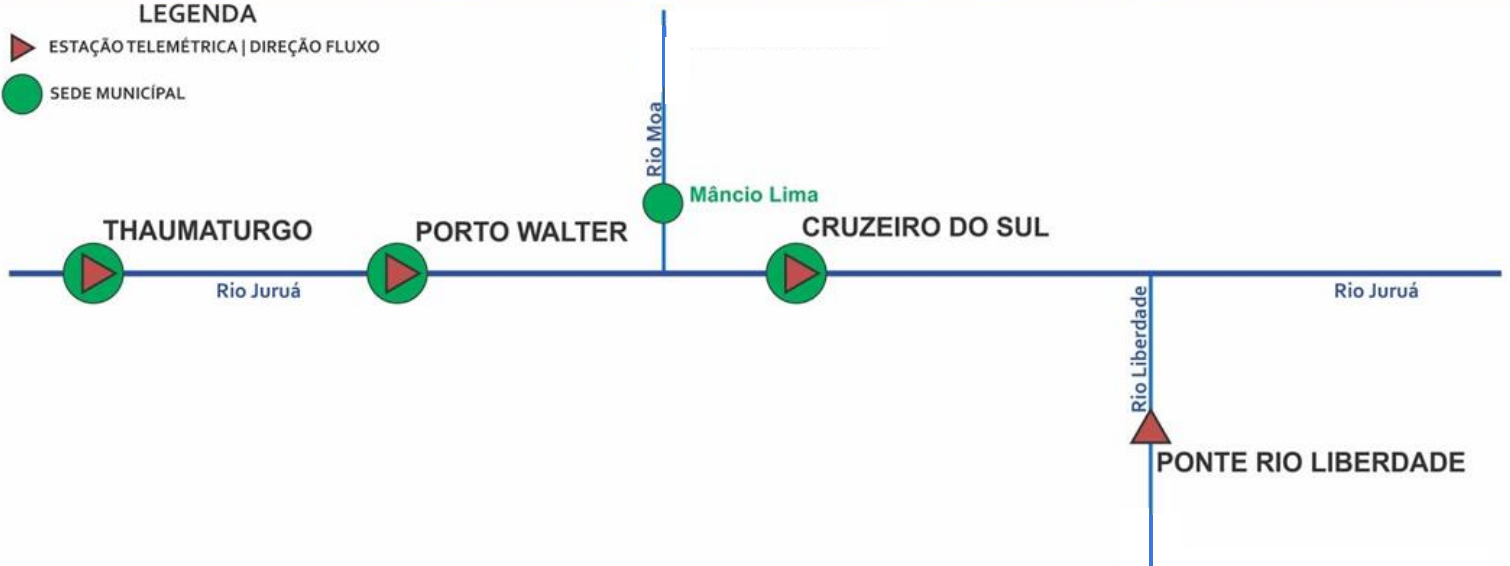 LEGENDA
ESTAÇÃO TELEMÉTRICA | DIREÇÃO FLUXO
SEDE MUNICÍPAL
Rio Moa
Mâncio Lima
THAUMATURGO
PORTO WALTER
CRUZEIRO DO SUL
Rio Juruá
Rio Juruá
Rio Liberdade
PONTE RIO LIBERDADE